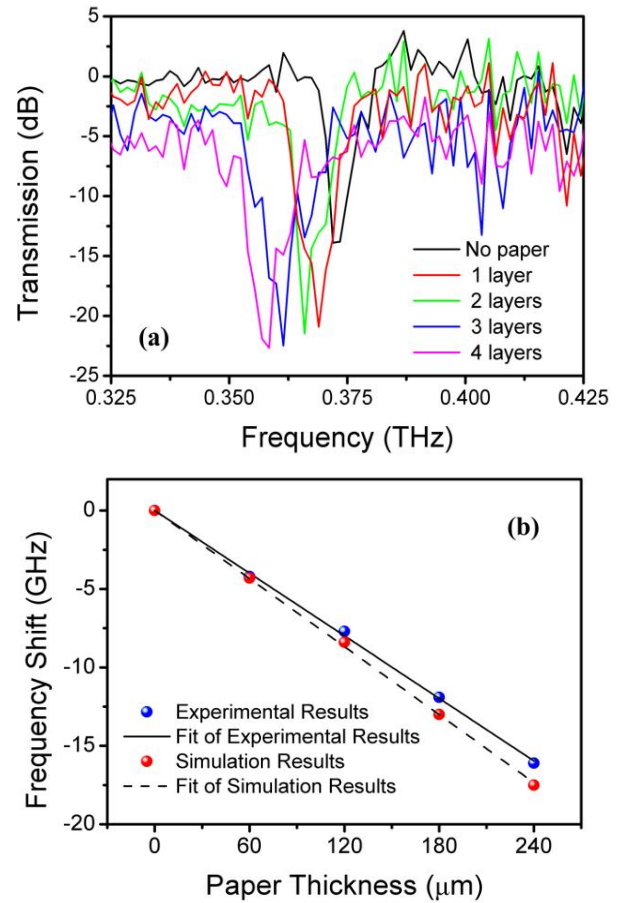 5
0
-5
-10
-15
-20
-25
Transmission (dB)
(a)
No paper
1 layer
2 layers
3 layers
4 layers
0.325 0.350 0.375 0.400 0.425
Frequency (THz)
0
-5
-10
-15
-20
Frequency Shift (GHz)
(b)
Experimental Results
Fit of Experimental Results
Simulation Results
Fit of Simulation Results
0 60 120 180 240
Paper Thickness (μm)